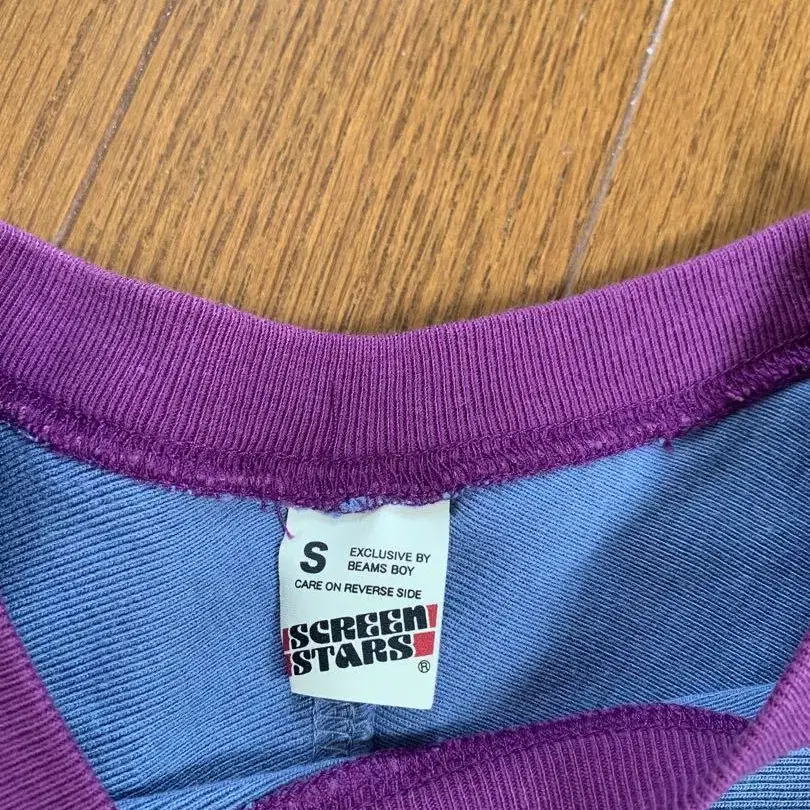 S
EXCLUSIVE BY
BEAMS BOY
CARE ON REVERSE SIDE
SCREEN
STARS®